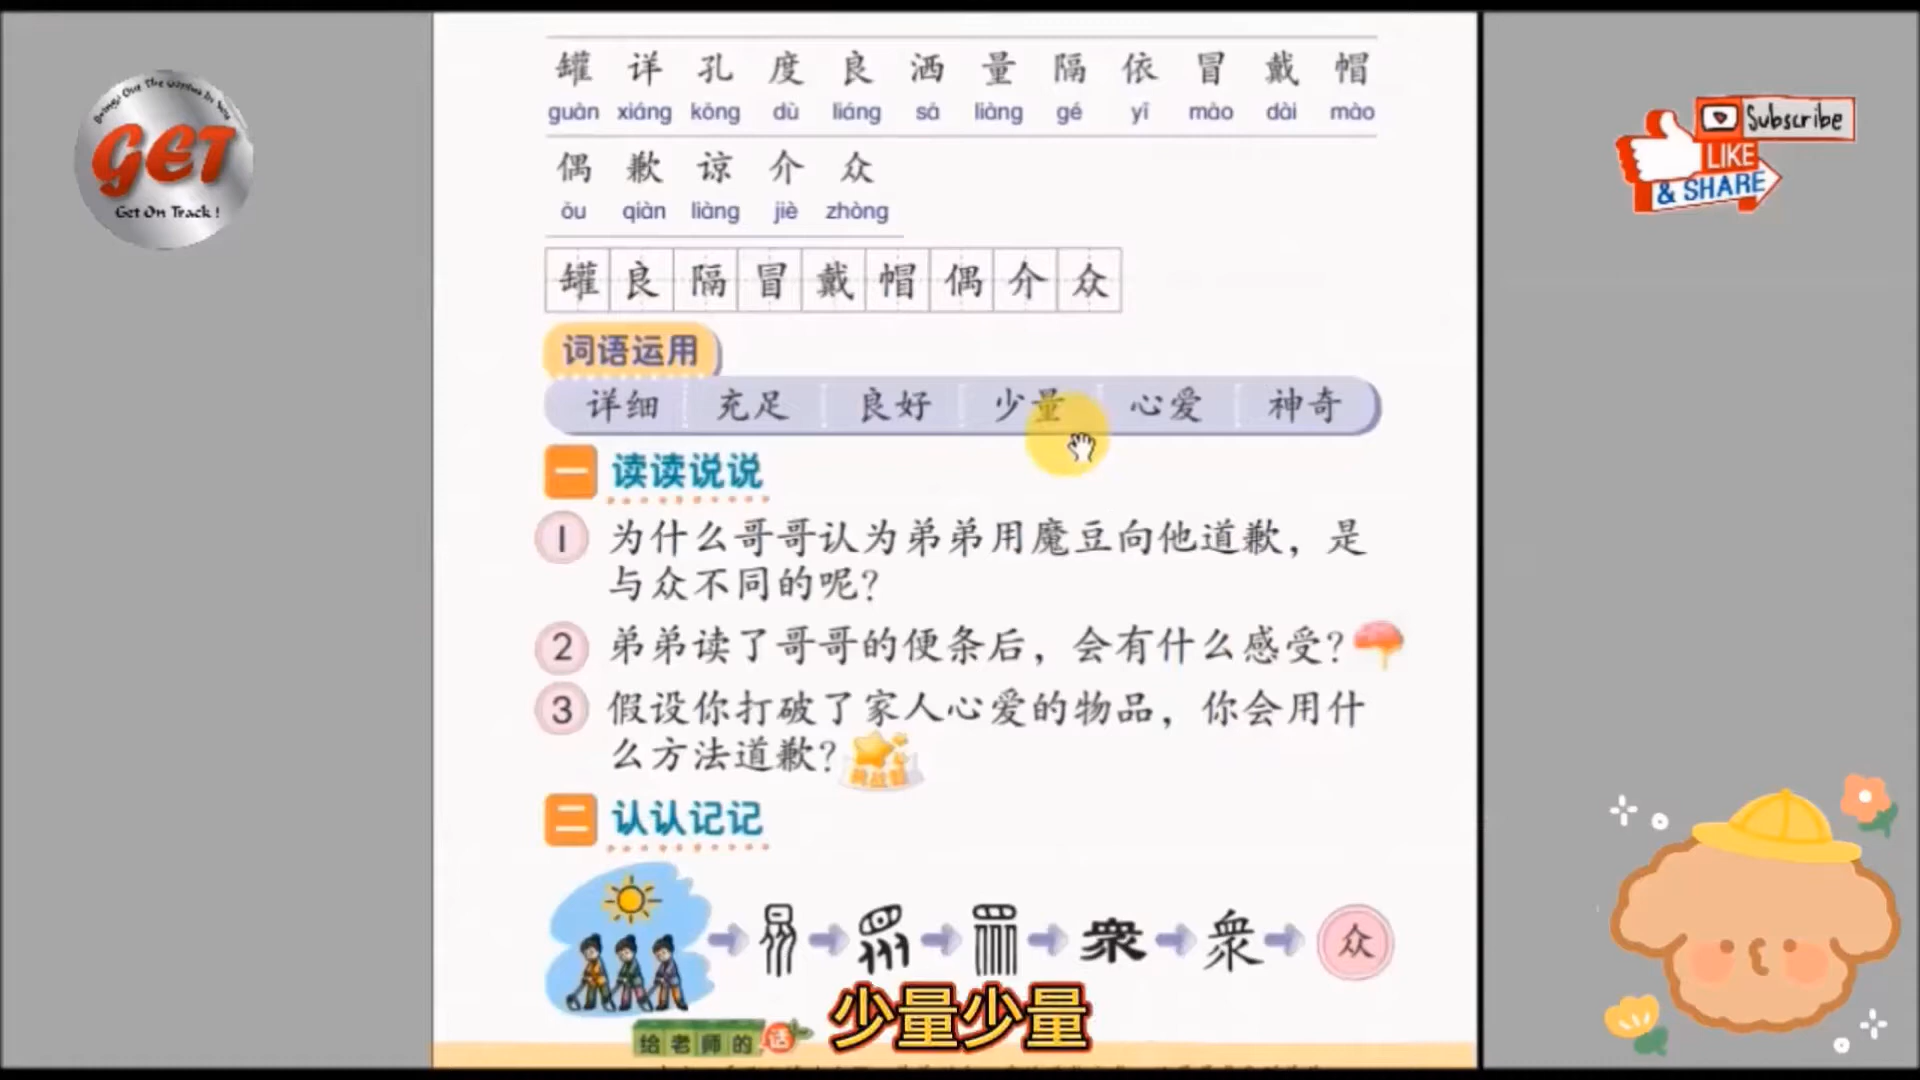 罐 详 孔 度 良 洒 量 隔 依 冒 戴 帽
guàn xiáng kǒng dù liáng sǎ liàng gé yī mào dài mào
偶 歉 谅 介 众
ǒu qiàn liàng jiè zhòng
罐 良 隔 冒 戴 帽 偶 介 众
词语运用
详细 充足 良好 少量 心爱 神奇
一 读读说说
1 为什么哥哥认为弟弟用魔豆向他道歉，是
与众不同的呢？
2 弟弟读了哥哥的便条后，会有什么感受？
3 假设你打破了家人心爱的物品，你会用什
么方法道歉？
二 认认记记
眾 眾 众
给老师的话
少量少量
GET
Get On Track !
Subscribe
LIKE
& SHARE